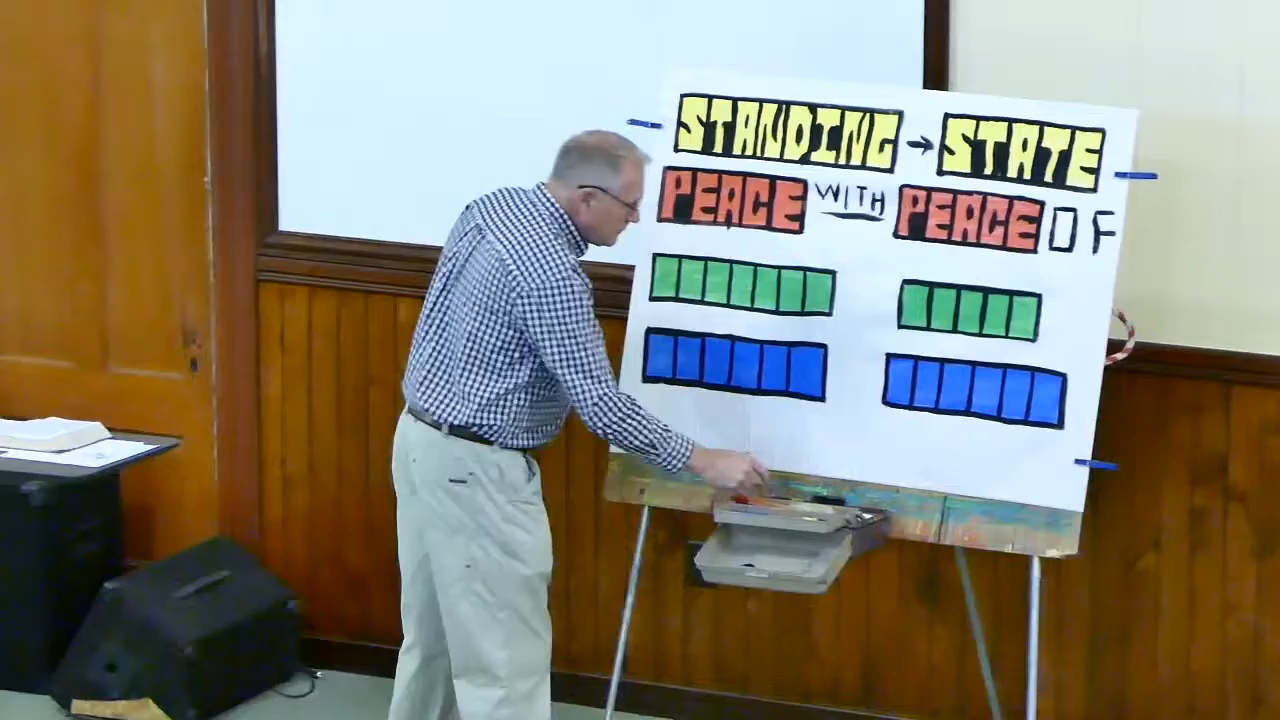 STANDING → STATE
PEACE WITH PEACE OF